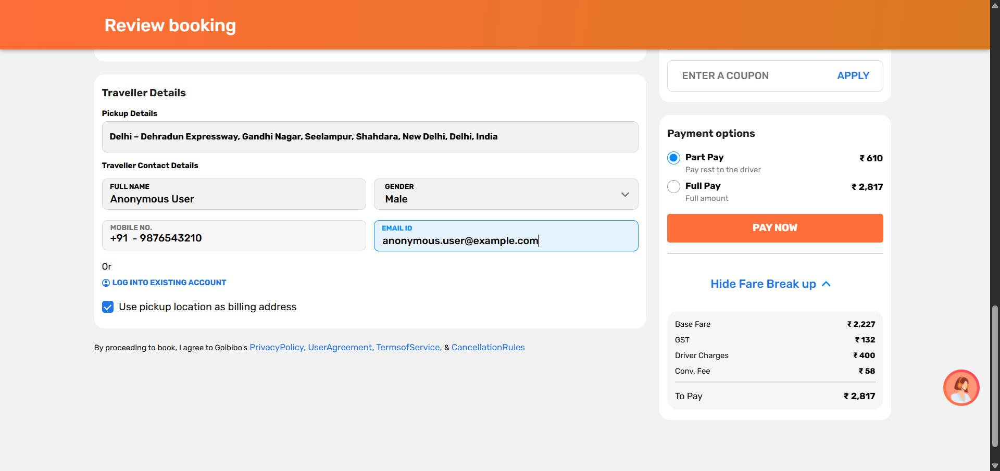 Review booking
Traveller Details
Pickup Details
Delhi – Dehradun Expressway, Gandhi Nagar, Seelampur, Shahdara, New Delhi, Delhi, India
Traveller Contact Details
FULL NAME
Anonymous User
GENDER
Male
MOBILE NO.
+91 - 9876543210
EMAIL ID
anonymous.user@example.com
Or
LOG INTO EXISTING ACCOUNT
Use pickup location as billing address
By proceeding to book, I agree to Goibibo's PrivacyPolicy, UserAgreement, TermsofService, & CancellationRules
ENTER A COUPON APPLY
Payment options
Part Pay ₹ 610
Pay rest to the driver
Full Pay ₹ 2,817
Full amount
PAY NOW
Hide Fare Break up
Base Fare ₹ 2,227
GST ₹ 132
Driver Charges ₹ 400
Conv. Fee ₹ 58
To Pay ₹ 2,817